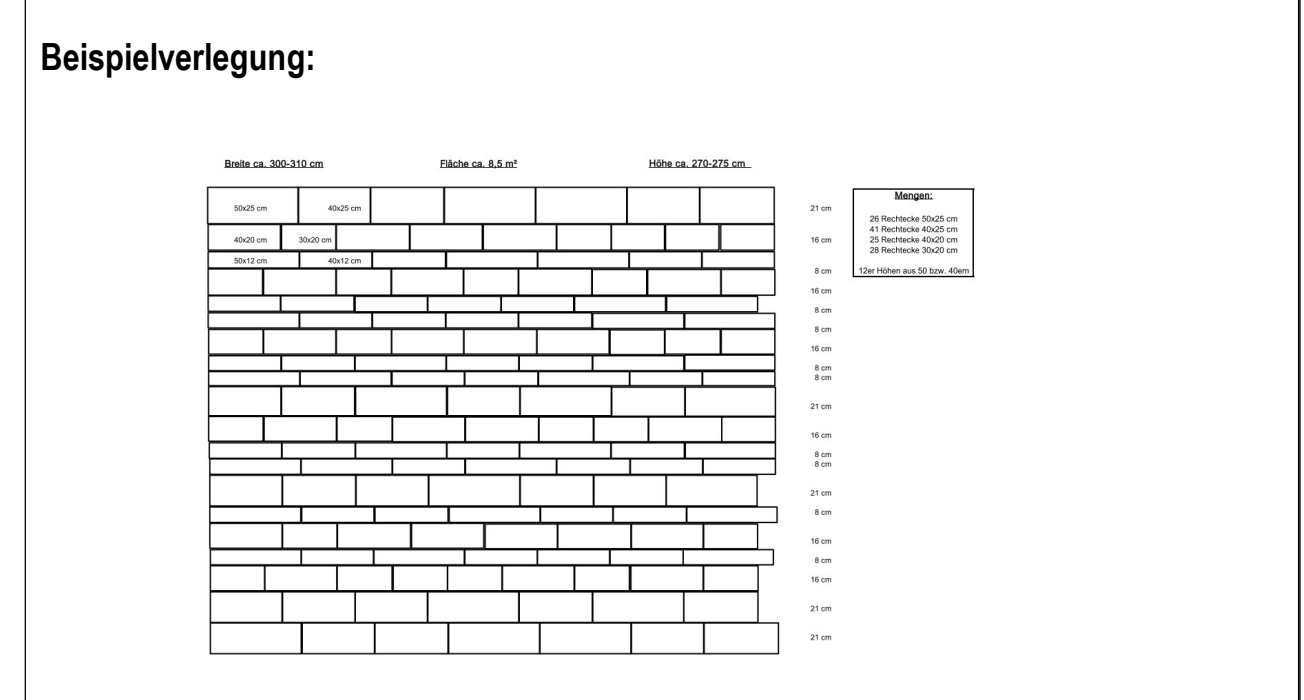 Beispielverlegung:
Breite ca. 300-310 cm
Fläche ca. 8,5 m²
Höhe ca. 270-275 cm
50x25 cm
40x25 cm
21 cm
40x20 cm
30x20 cm
16 cm
50x12 cm
40x12 cm
8 cm
16 cm
8 cm
8 cm
16 cm
8 cm
8 cm
21 cm
16 cm
8 cm
8 cm
21 cm
8 cm
16 cm
8 cm
16 cm
21 cm
21 cm
Mengen:
26 Rechtecke 50x25 cm
41 Rechtecke 40x25 cm
25 Rechtecke 40x20 cm
28 Rechtecke 30x20 cm
12er Höhen aus 50 bzw. 40em